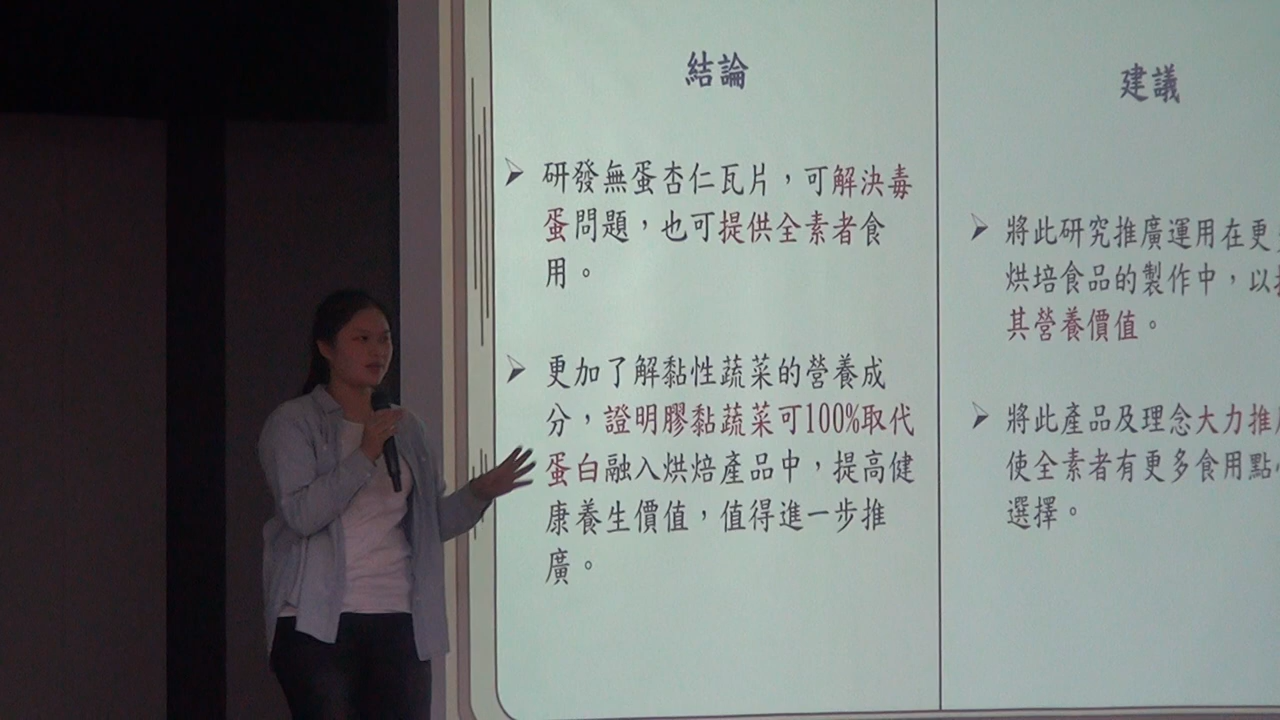 結論
研發無蛋杏仁瓦片，可解決毒
蛋問題，也可提供全素者食
用。
更加了解黏性蔬菜的營養成
分，證明膠黏蔬菜可100%取代
蛋白融入烘焙產品中，提高健
康養生價值，值得進一步推
廣。
建議
將此研究推廣運用在更
烘培食品的製作中，以
其營養價值。
將此產品及理念大力推
使全素者有更多食用點
選擇。